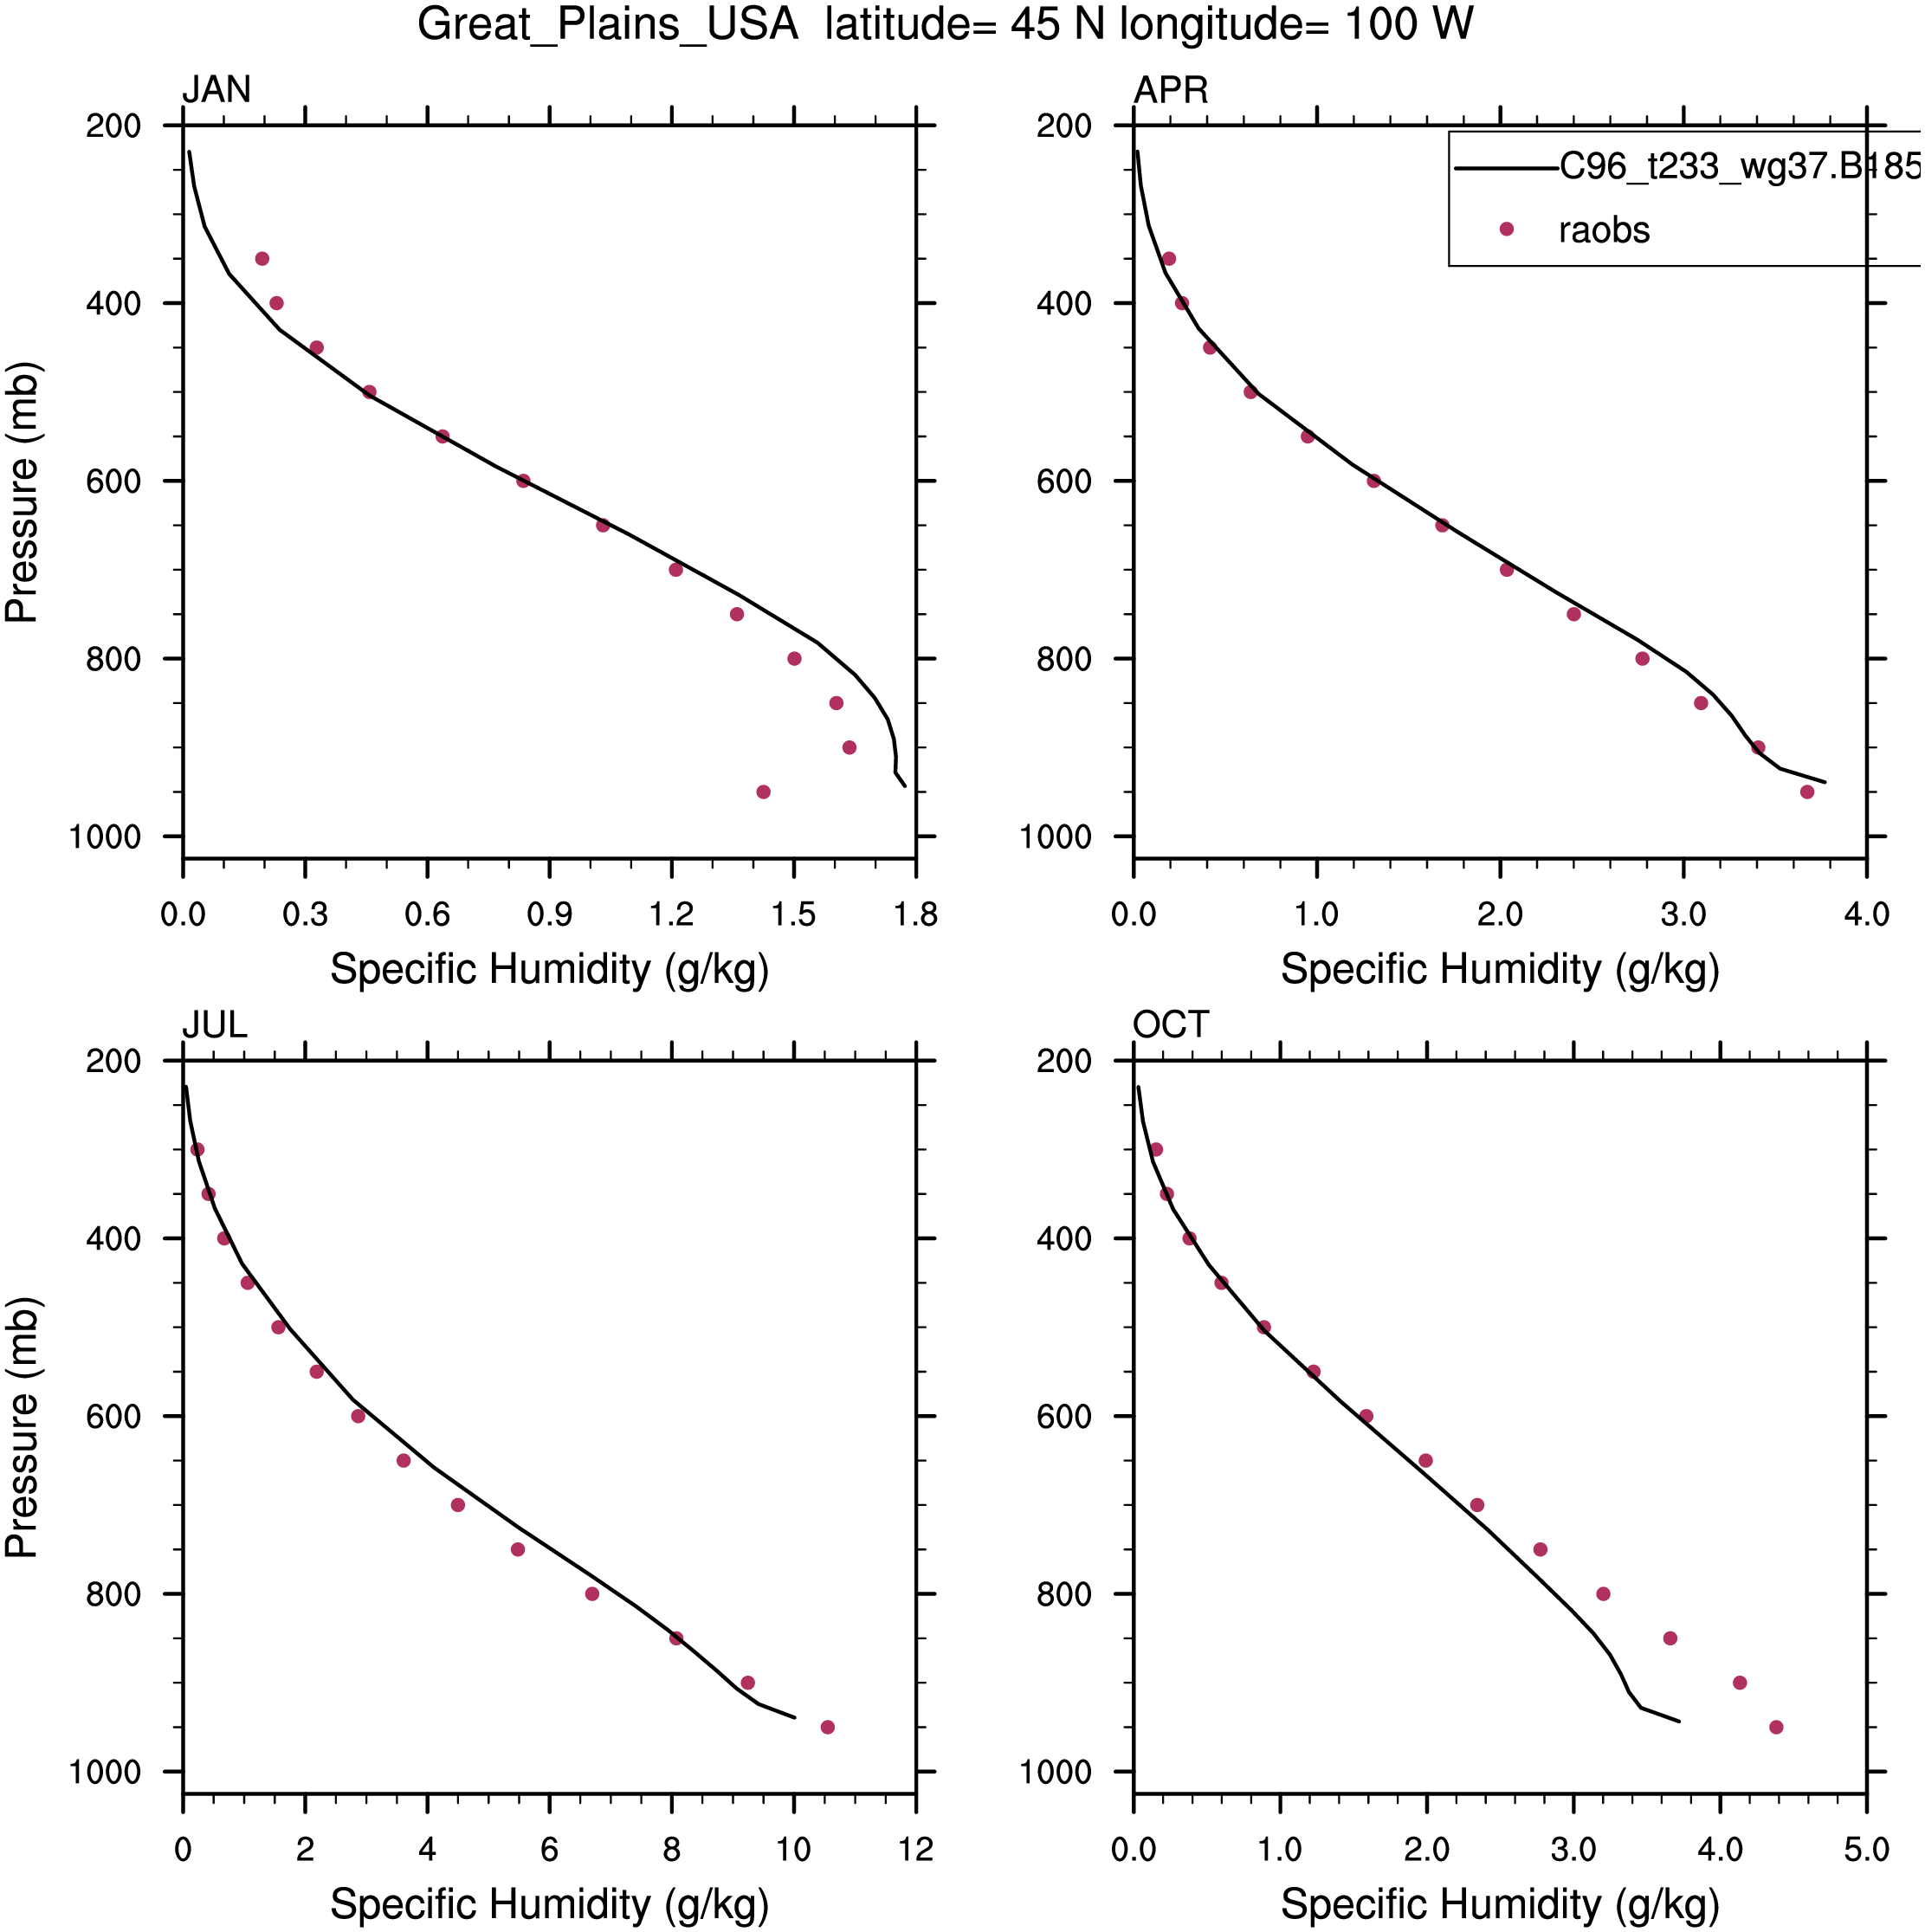 Great_Plains_USA latitude= 45 N longitude= 100 W
JAN
200
400
600
800
1000
Pressure (mb)
0.0 0.3 0.6 0.9 1.2 1.5 1.8
Specific Humidity (g/kg)
APR
200
400
600
800
1000
C96_t233_wg37.B185
raobs
0.0 1.0 2.0 3.0 4.0
Specific Humidity (g/kg)
JUL
200
400
600
800
1000
Pressure (mb)
0 2 4 6 8 10 12
Specific Humidity (g/kg)
OCT
200
400
600
800
1000
0.0 1.0 2.0 3.0 4.0 5.0
Specific Humidity (g/kg)